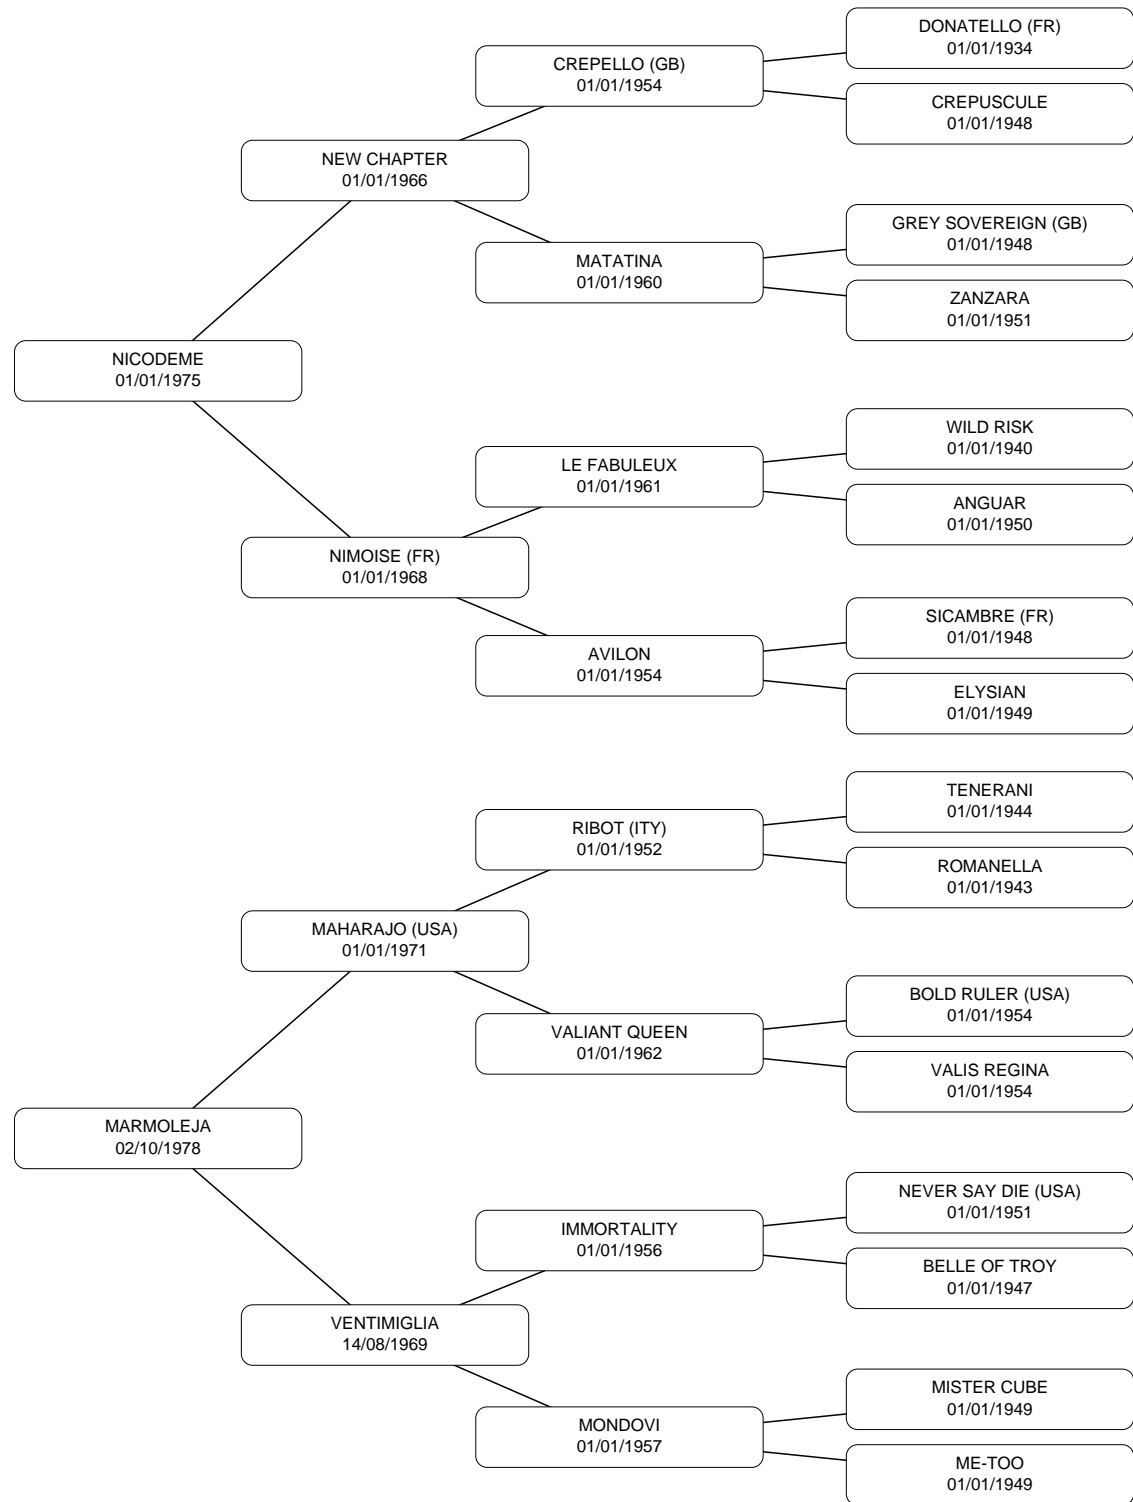 DONATELLO (FR)
01/01/1934
CREPELLO (GB)
01/01/1954
CREPUSCULE
01/01/1948
NEW CHAPTER
01/01/1966
GREY SOVEREIGN (GB)
01/01/1948
MATATINA
01/01/1960
ZANZARA
01/01/1951
NICODEME
01/01/1975
WILD RISK
01/01/1940
LE FABULEUX
01/01/1961
ANGUAR
01/01/1950
NIMOISE (FR)
01/01/1968
SICAMBRE (FR)
01/01/1948
AVILON
01/01/1954
ELYSIAN
01/01/1949
TENERANI
01/01/1944
RIBOT (ITY)
01/01/1952
ROMANELLA
01/01/1943
MAHARAJO (USA)
01/01/1971
BOLD RULER (USA)
01/01/1954
VALIANT QUEEN
01/01/1962
VALIS REGINA
01/01/1954
MARMOLEJA
02/10/1978
NEVER SAY DIE (USA)
01/01/1951
IMMORTALITY
01/01/1956
BELLE OF TROY
01/01/1947
VENTIMIGLIA
14/08/1969
MISTER CUBE
01/01/1949
MONDOVI
01/01/1957
ME-TOO
01/01/1949